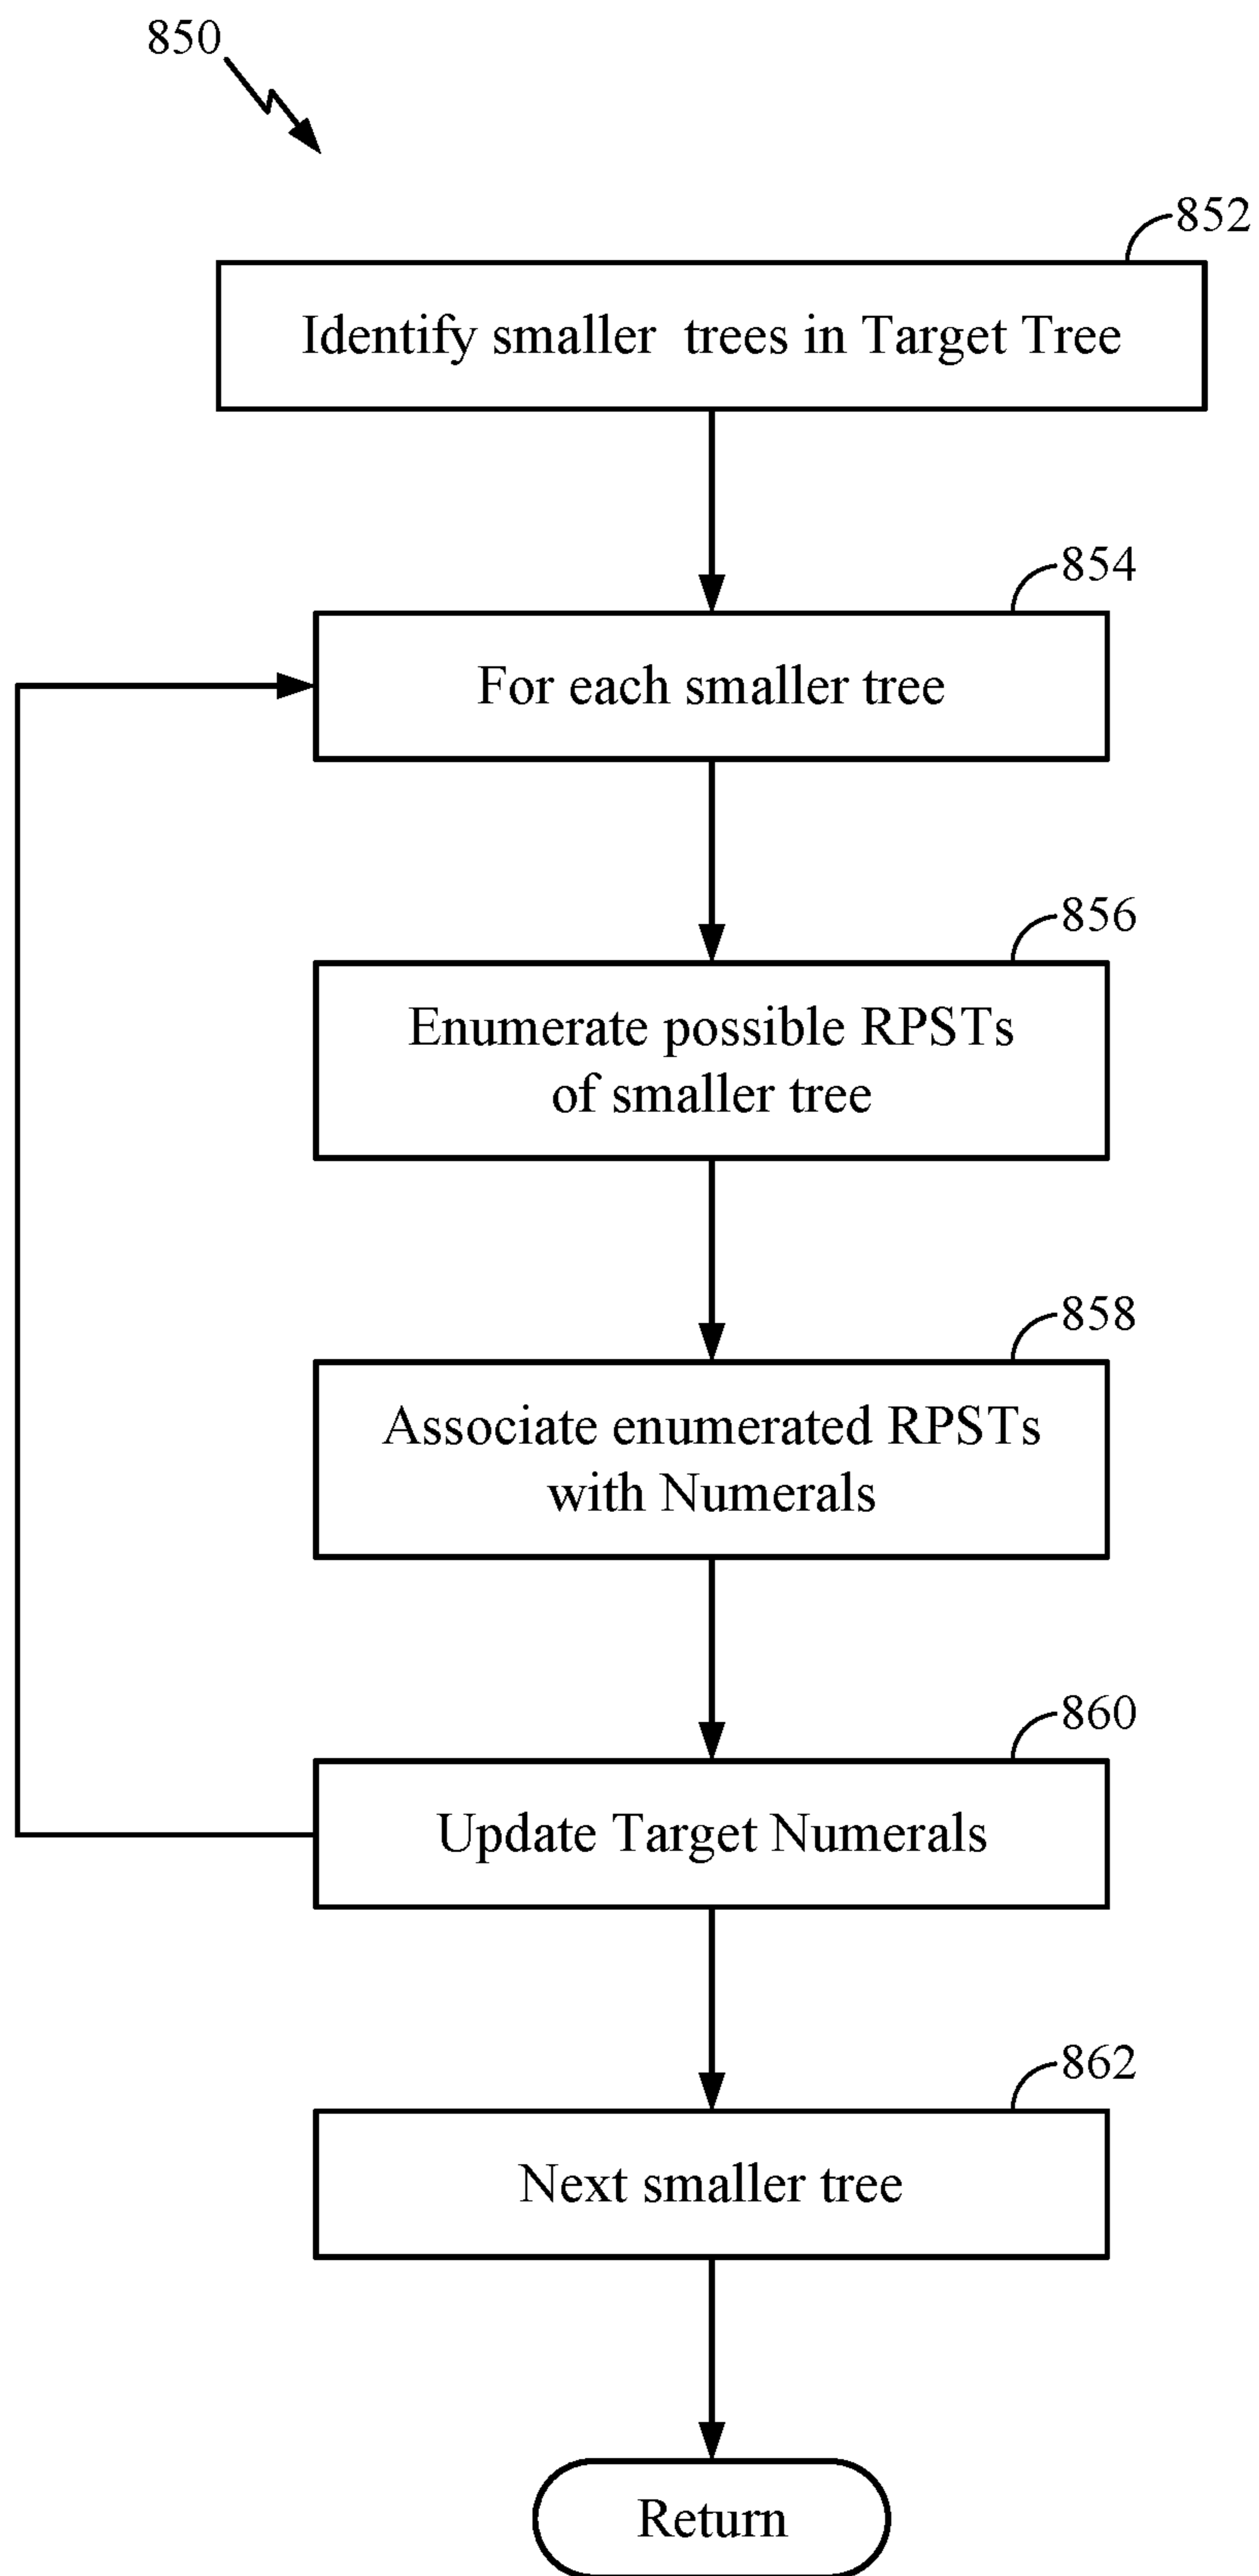 850
852
Identify smaller trees in Target Tree
854
For each smaller tree
856
Enumerate possible RPSTs
of smaller tree
858
Associate enumerated RPSTs
with Numerals
860
Update Target Numerals
862
Next smaller tree
Return